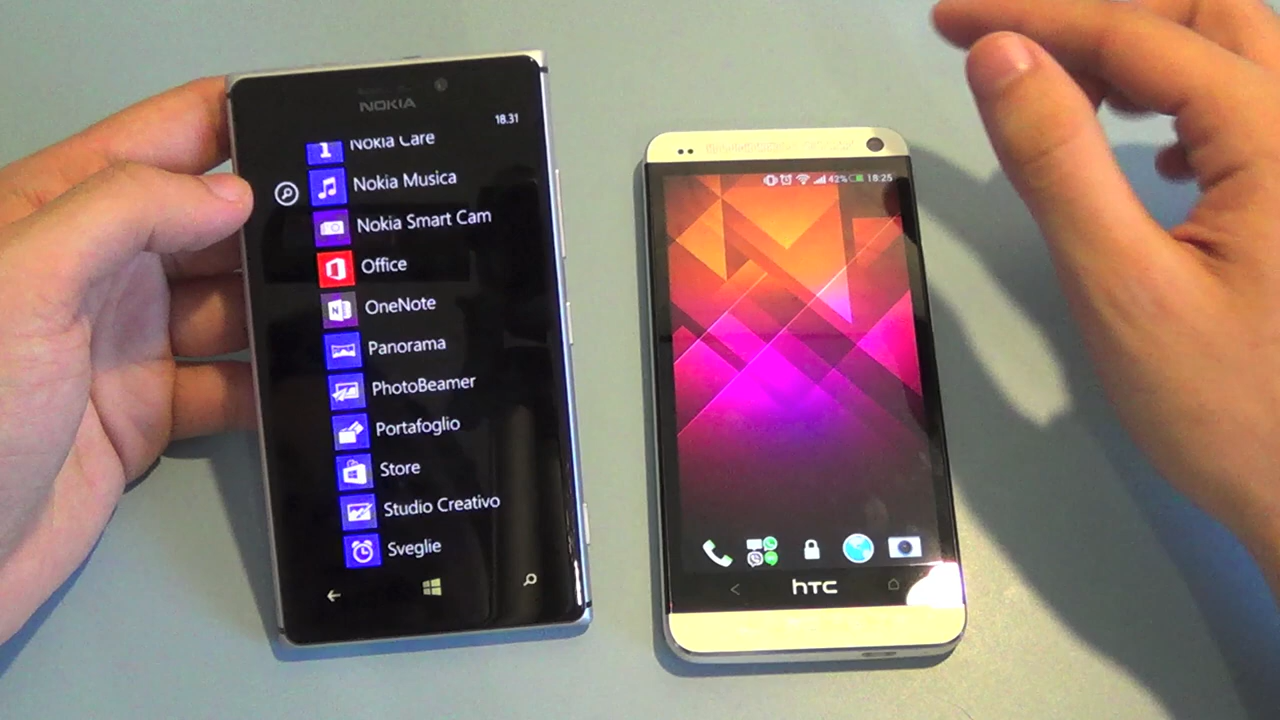 NOKIA
18.31
Nokia Care
Nokia Musica
Nokia Smart Cam
Office
OneNote
Panorama
PhotoBeamer
Portafoglio
Store
Studio Creativo
Sveglie
42% 18:25
hTC